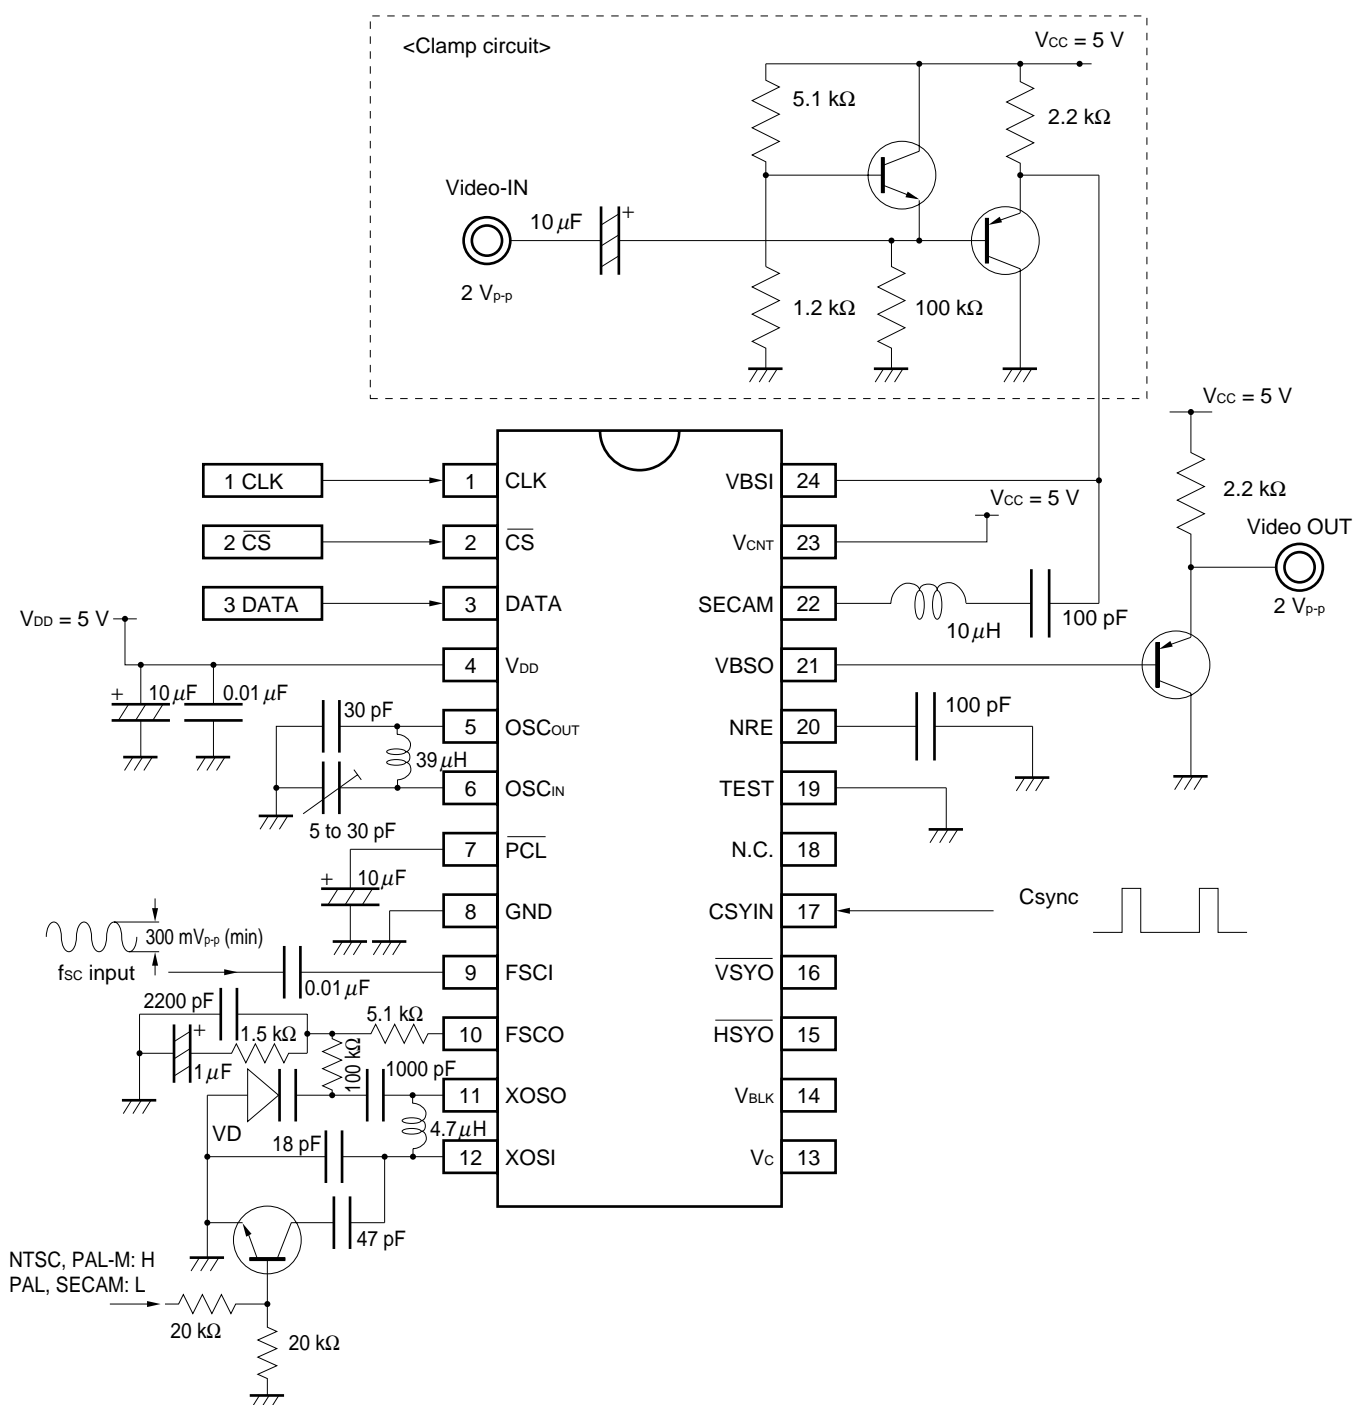 <Clamp circuit>
VCC = 5 V
5.1 kΩ
2.2 kΩ
Video-IN
10 µF
+
2 Vp-p
1.2 kΩ
100 kΩ
VCC = 5 V
2.2 kΩ
Video OUT
2 Vp-p
1 CLK
1
CLK
2 C̅S̅
2
C̅S̅
3 DATA
3
DATA
VDD = 5 V
4
VDD
+
10 µF
0.01 µF
30 pF
5
OSCOUT
39 µH
6
OSCIN
5 to 30 pF
7
P̅C̅L̅
+
10 µF
8
GND
300 mVp-p (min)
fSC input
0.01 µF
9
FSCI
2200 pF
+
1.5 kΩ
1 µF
5.1 kΩ
10
FSCO
100 kΩ
1000 pF
11
XOSO
VD
4.7 µH
18 pF
12
XOSI
47 pF
NTSC, PAL-M: H
PAL, SECAM: L
20 kΩ
20 kΩ
VBSI
24
VCC = 5 V
VCNT
23
SECAM
22
10 µH
100 pF
VBSO
21
NRE
20
100 pF
TEST
19
N.C.
18
CSYIN
17
Csync
V̅S̅Y̅O̅
16
H̅S̅Y̅O̅
15
VBLK
14
VC
13